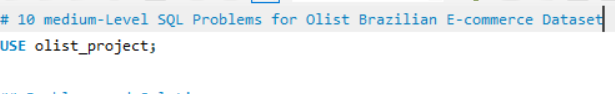 # 10 medium-Level SQL Problems for Olist Brazilian E-commerce Dataset
USE olist_project;